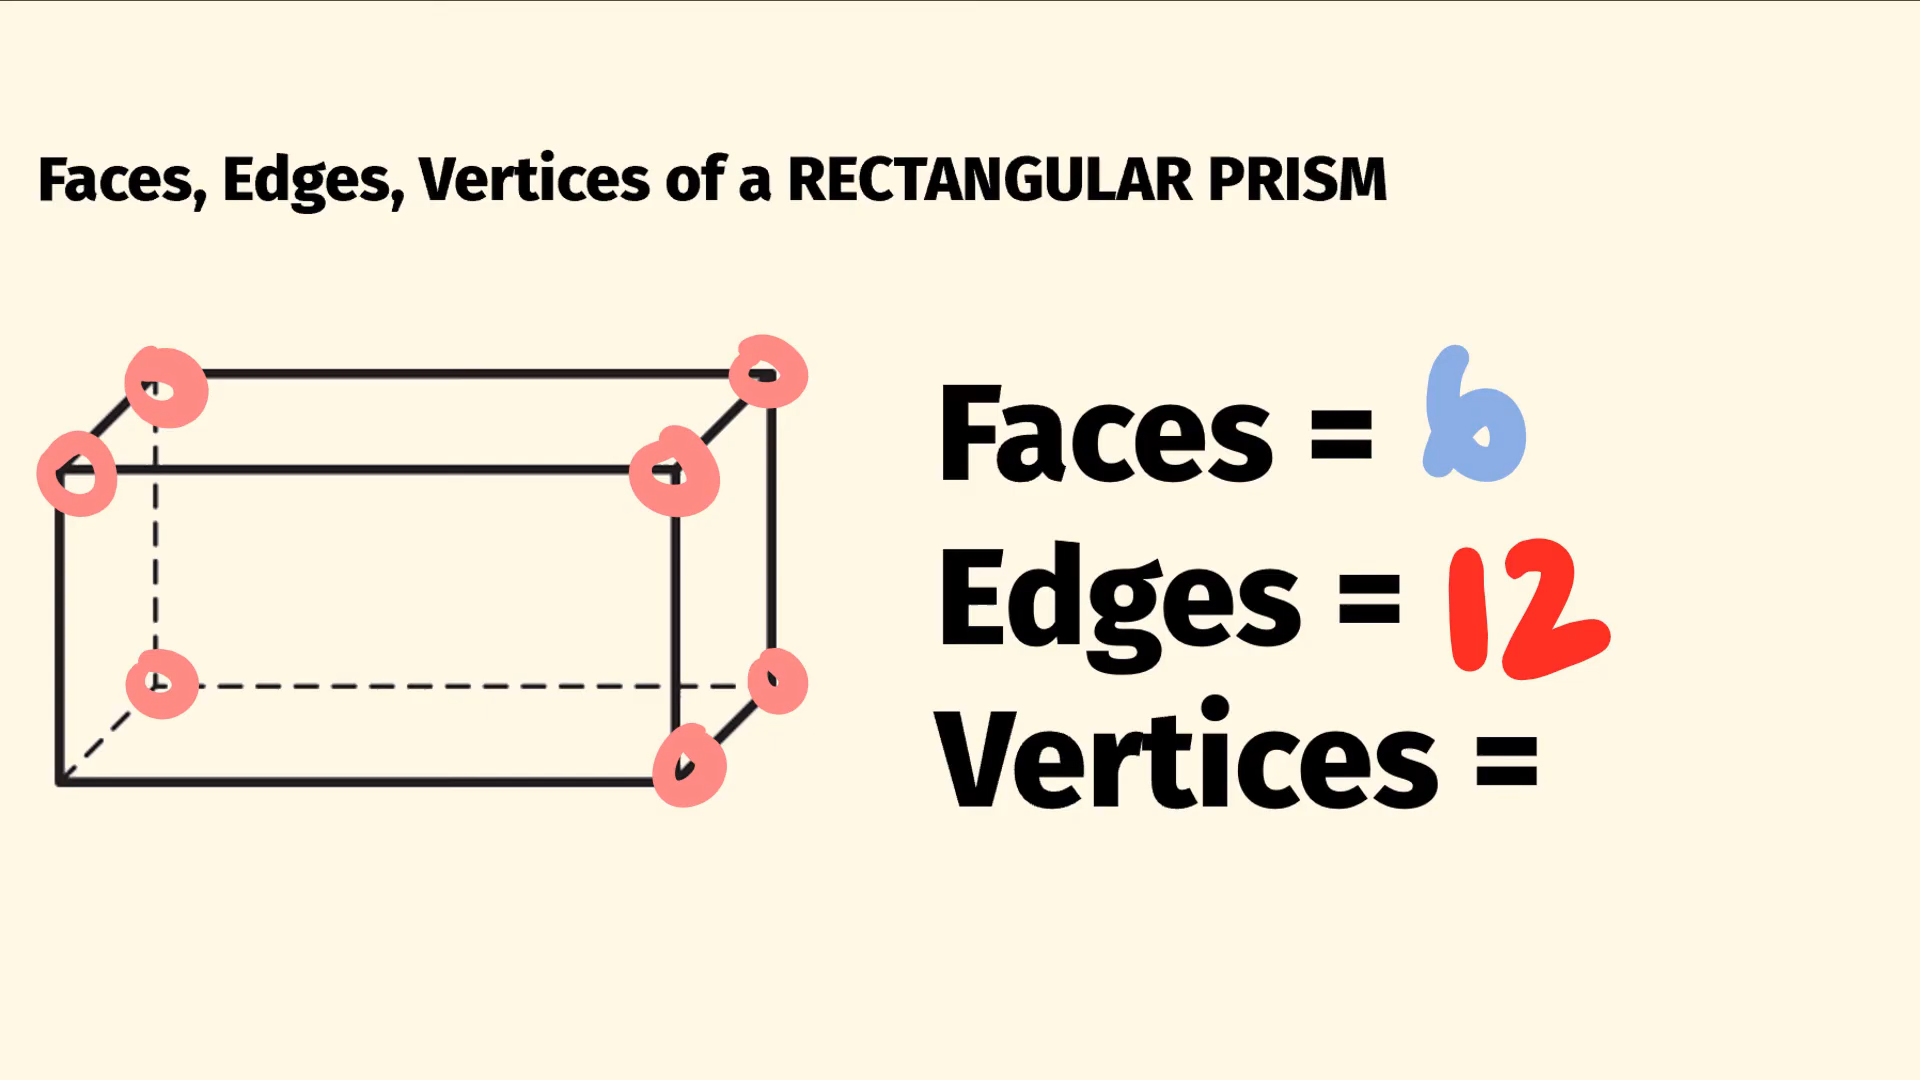 Faces, Edges, Vertices of a RECTANGULAR PRISM
Faces = 6
Edges = 12
Vertices =